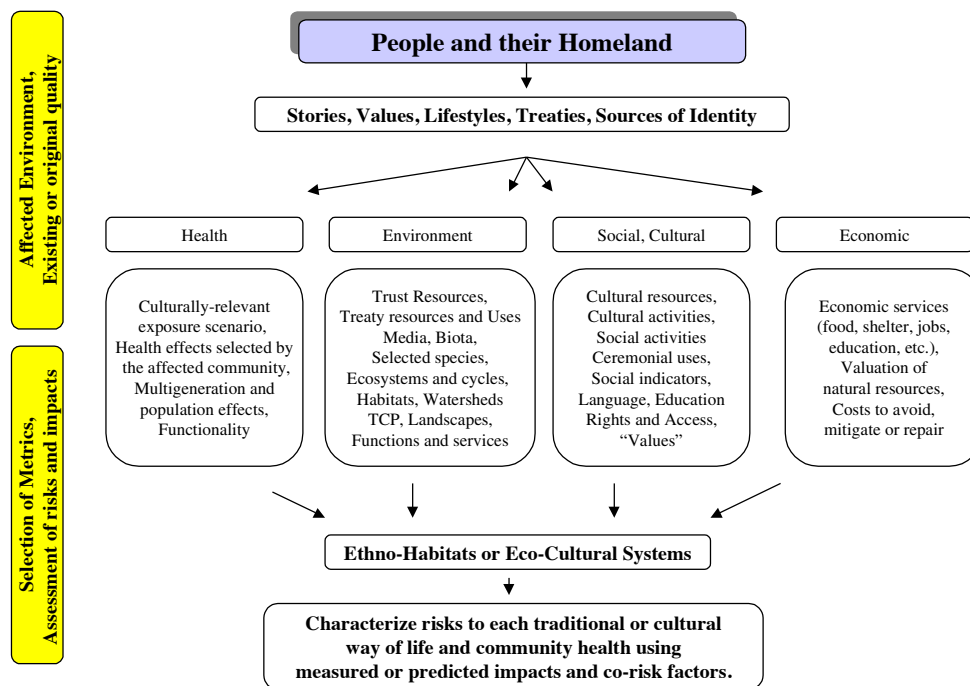 Affected Environment,
Existing or original quality
Selection of Metrics,
Assessment of risks and impacts
People and their Homeland
Stories, Values, Lifestyles, Treaties, Sources of Identity
Health
Environment
Social, Cultural
Economic
Culturally-relevant
exposure scenario,
Health effects selected by
the affected community,
Multigeneration and
population effects,
Functionality
Trust Resources,
Treaty resources and Uses
Media, Biota,
Selected species,
Ecosystems and cycles,
Habitats, Watersheds
TCP, Landscapes,
Functions and services
Cultural resources,
Cultural activities,
Social activities
Ceremonial uses,
Social indicators,
Language, Education
Rights and Access,
“Values”
Economic services
(food, shelter, jobs,
education, etc.),
Valuation of
natural resources,
Costs to avoid,
mitigate or repair
Ethno-Habitats or Eco-Cultural Systems
Characterize risks to each traditional or cultural
way of life and community health using
measured or predicted impacts and co-risk factors.